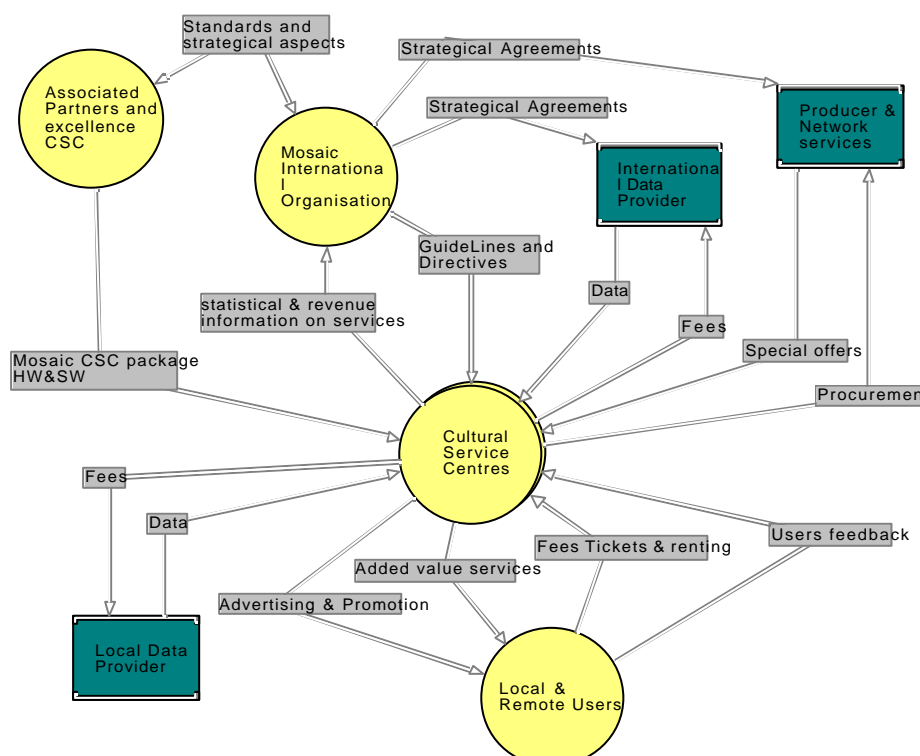 Standards and
strategical aspects
Strategical Agreements
Associated
Partners and
excellence
CSC
Strategical Agreements
Producer &
Network
services
Mosaic
Internationa
l
Organisation
Internationa
l Data
Provider
GuideLines and
Directives
Data
statistical & revenue
information on services
Fees
Special offers
Mosaic CSC package
HW&SW
Procuremen
Cultural
Service
Centres
Fees
Data
Users feedback
Fees Tickets & renting
Added value services
Advertising & Promotion
Local Data
Provider
Local &
Remote Users